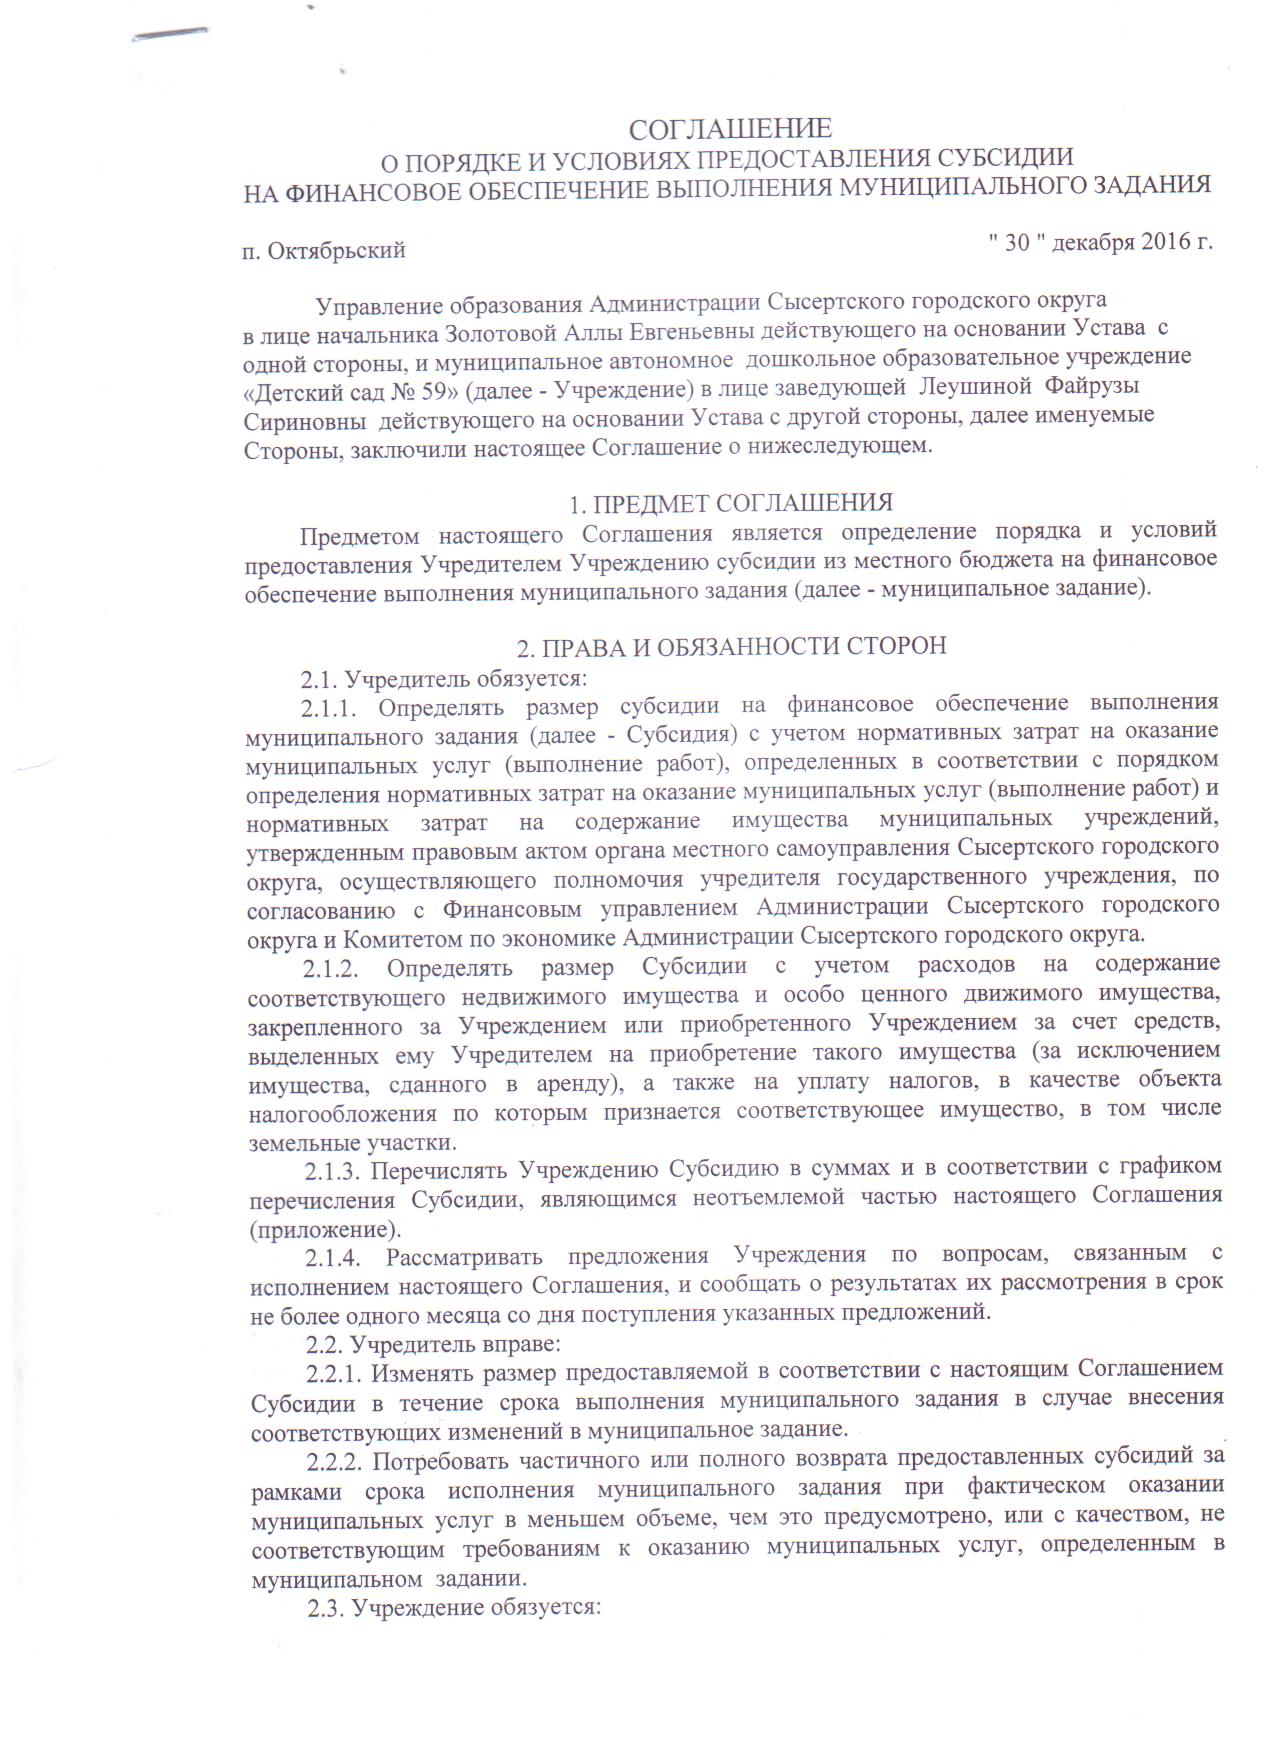 СОГЛАШЕНИЕ
О ПОРЯДКЕ И УСЛОВИЯХ ПРЕДОСТАВЛЕНИЯ СУБСИДИИ
НА ФИНАНСОВОЕ ОБЕСПЕЧЕНИЕ ВЫПОЛНЕНИЯ МУНИЦИПАЛЬНОГО ЗАДАНИЯ
п. Октябрьский " 30 " декабря 2016 г.
Управление образования Администрации Сысертского городского округа
в лице начальника Золотовой Аллы Евгеньевны действующего на основании Устава с
одной стороны, и муниципальное автономное дошкольное образовательное учреждение
«Детский сад № 59» (далее - Учреждение) в лице заведующей Леушиной Файрузы
Сириновны действующего на основании Устава с другой стороны, далее именуемые
Стороны, заключили настоящее Соглашение о нижеследующем.
1. ПРЕДМЕТ СОГЛАШЕНИЯ
Предметом настоящего Соглашения является определение порядка и условий
предоставления Учредителем Учреждению субсидии из местного бюджета на финансовое
обеспечение выполнения муниципального задания (далее - муниципальное задание).
2. ПРАВА И ОБЯЗАННОСТИ СТОРОН
2.1. Учредитель обязуется:
2.1.1. Определять размер субсидии на финансовое обеспечение выполнения
муниципального задания (далее - Субсидия) с учетом нормативных затрат на оказание
муниципальных услуг (выполнение работ), определенных в соответствии с порядком
определения нормативных затрат на оказание муниципальных услуг (выполнение работ) и
нормативных затрат на содержание имущества муниципальных учреждений,
утвержденным правовым актом органа местного самоуправления Сысертского городского
округа, осуществляющего полномочия учредителя государственного учреждения, по
согласованию с Финансовым управлением Администрации Сысертского городского
округа и Комитетом по экономике Администрации Сысертского городского округа.
2.1.2. Определять размер Субсидии с учетом расходов на содержание
соответствующего недвижимого имущества и особо ценного движимого имущества,
закрепленного за Учреждением или приобретенного Учреждением за счет средств,
выделенных ему Учредителем на приобретение такого имущества (за исключением
имущества, сданного в аренду), а также на уплату налогов, в качестве объекта
налогообложения по которым признается соответствующее имущество, в том числе
земельные участки.
2.1.3. Перечислять Учреждению Субсидию в суммах и в соответствии с графиком
перечисления Субсидии, являющимся неотъемлемой частью настоящего Соглашения
(приложение).
2.1.4. Рассматривать предложения Учреждения по вопросам, связанным с
исполнением настоящего Соглашения, и сообщать о результатах их рассмотрения в срок
не более одного месяца со дня поступления указанных предложений.
2.2. Учредитель вправе:
2.2.1. Изменять размер предоставляемой в соответствии с настоящим Соглашением
Субсидии в течение срока выполнения муниципального задания в случае внесения
соответствующих изменений в муниципальное задание.
2.2.2. Потребовать частичного или полного возврата предоставленных субсидий за
рамками срока исполнения муниципального задания при фактическом оказании
муниципальных услуг в меньшем объеме, чем это предусмотрено, или с качеством, не
соответствующим требованиям к оказанию муниципальных услуг, определенным в
муниципальном задании.
2.3. Учреждение обязуется: